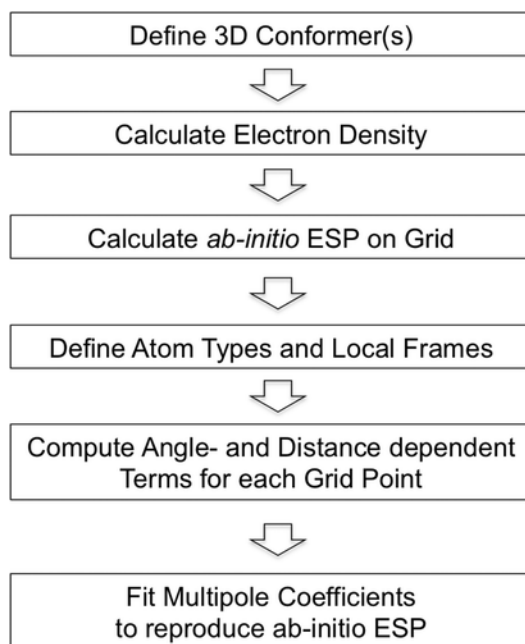 Define 3D Conformer(s)
Calculate Electron Density
Calculate ab-initio ESP on Grid
Define Atom Types and Local Frames
Compute Angle- and Distance dependent
Terms for each Grid Point
Fit Multipole Coefficients
to reproduce ab-initio ESP